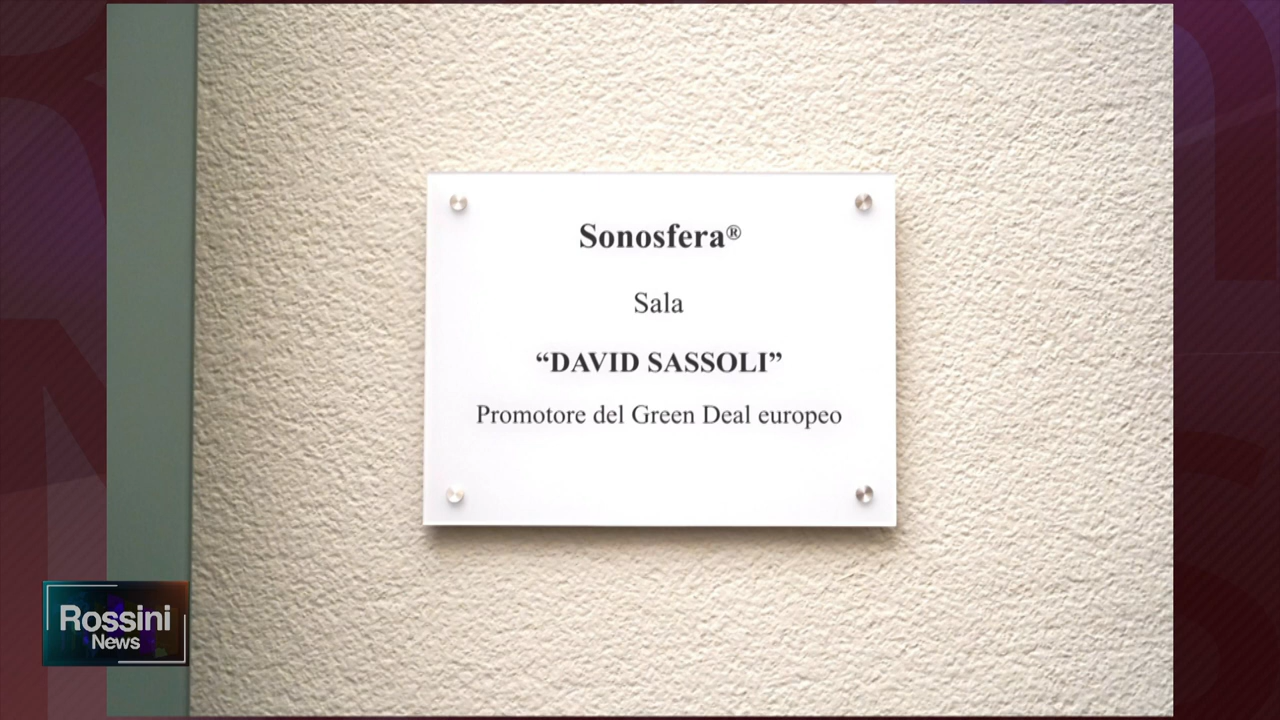 Sonosfera®
Sala
“DAVID SASSOLI”
Promotore del Green Deal europeo
Rossini
News